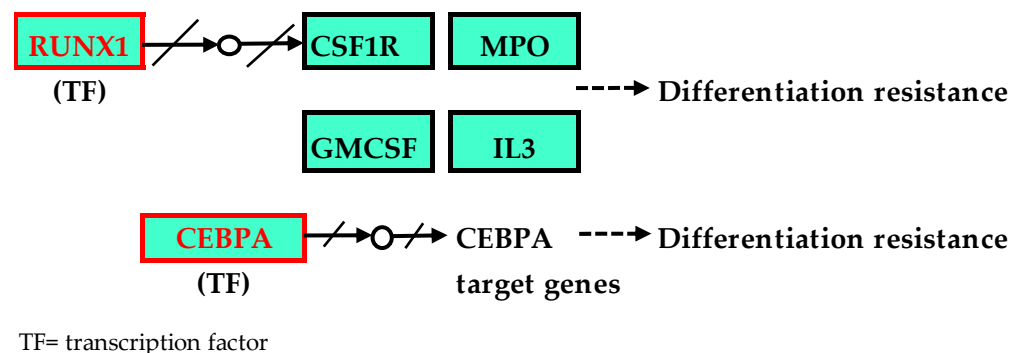 RUNX1 CSF1R MPO
(TF) Differentiation resistance
GMCSF IL3
CEBPA CEBPA Differentiation resistance
(TF) target genes
TF= transcription factor